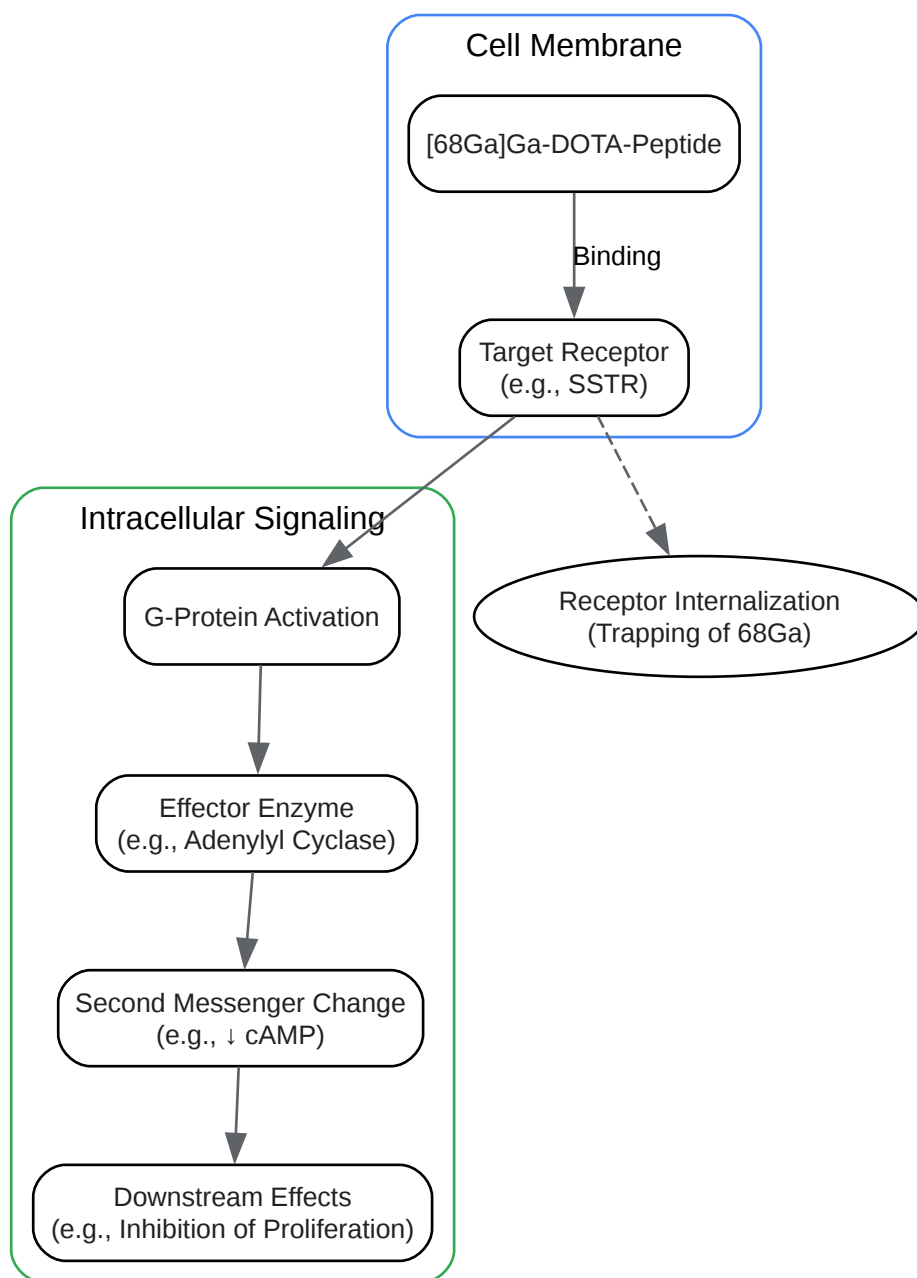 Cell Membrane
[68Ga]Ga-DOTA-Peptide
Binding
Target Receptor
(e.g., SSTR)
Intracellular Signaling
G-Protein Activation
Receptor Internalization
(Trapping of 68Ga)
Effector Enzyme
(e.g., Adenylyl Cyclase)
Second Messenger Change
(e.g., ↓ cAMP)
Downstream Effects
(e.g., Inhibition of Proliferation)